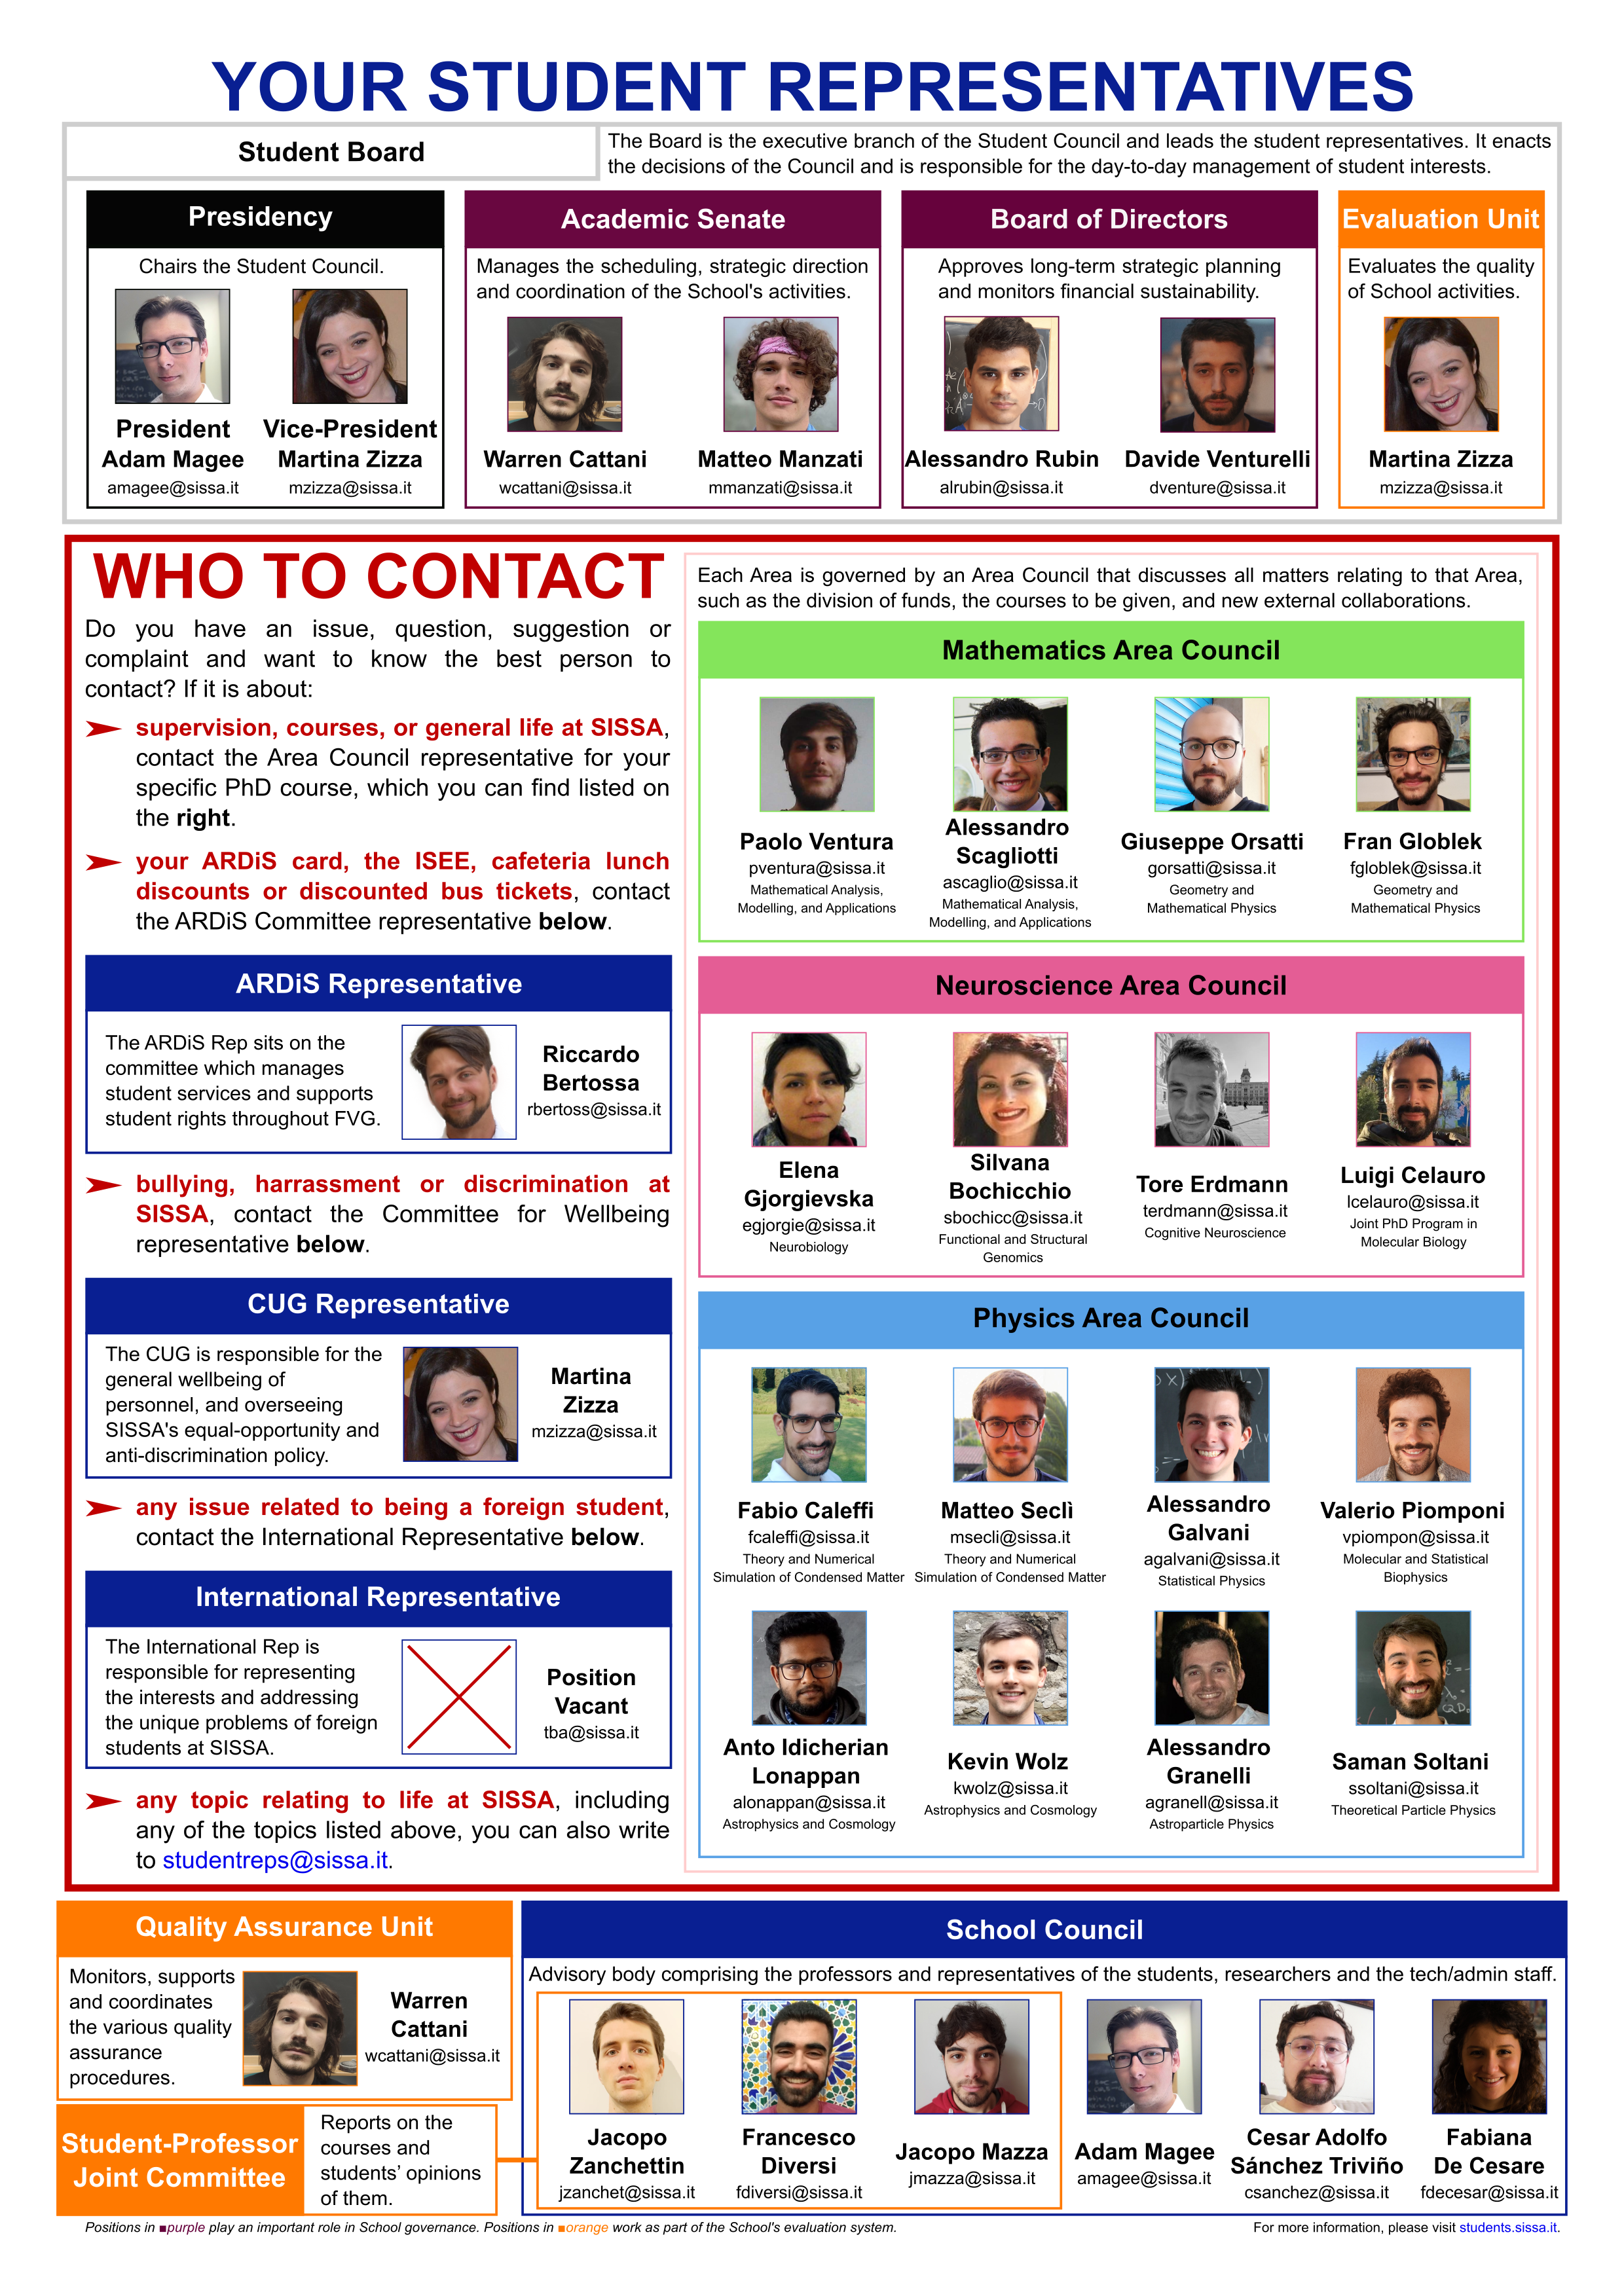 YOUR STUDENT REPRESENTATIVES
Student Board
The Board is the executive branch of the Student Council and leads the student representatives. It enacts
the decisions of the Council and is responsible for the day-to-day management of student interests.
Presidency
Chairs the Student Council.
President
Adam Magee
amagee@sissa.it
Vice-President
Martina Zizza
mzizza@sissa.it
Academic Senate
Manages the scheduling, strategic direction
and coordination of the School's activities.
Warren Cattani
wcattani@sissa.it
Matteo Manzati
mmanzati@sissa.it
Board of Directors
Approves long-term strategic planning
and monitors financial sustainability.
Alessandro Rubin
alrubin@sissa.it
Davide Venturelli
dventure@sissa.it
Evaluation Unit
Evaluates the quality
of School activities.
Martina Zizza
mzizza@sissa.it
WHO TO CONTACT
Do you have an issue, question, suggestion or
complaint and want to know the best person to
contact? If it is about:
supervision, courses, or general life at SISSA,
contact the Area Council representative for your
specific PhD course, which you can find listed on
the right.
your ARDiS card, the ISEE, cafeteria lunch
discounts or discounted bus tickets, contact
the ARDiS Committee representative below.
ARDiS Representative
The ARDiS Rep sits on the
committee which manages
student services and supports
student rights throughout FVG.
Riccardo
Bertossa
rbertoss@sissa.it
bullying, harrassment or discrimination at
SISSA, contact the Committee for Wellbeing
representative below.
CUG Representative
The CUG is responsible for the
general wellbeing of
personnel, and overseeing
SISSA's equal-opportunity and
anti-discrimination policy.
Martina
Zizza
mzizza@sissa.it
any issue related to being a foreign student,
contact the International Representative below.
International Representative
The International Rep is
responsible for representing
the interests and addressing
the unique problems of foreign
students at SISSA.
Position
Vacant
tba@sissa.it
any topic relating to life at SISSA, including
any of the topics listed above, you can also write
to studentreps@sissa.it.
Each Area is governed by an Area Council that discusses all matters relating to that Area,
such as the division of funds, the courses to be given, and new external collaborations.
Mathematics Area Council
Paolo Ventura
pventura@sissa.it
Mathematical Analysis,
Modelling, and Applications
Alessandro
Scagliotti
ascaglio@sissa.it
Mathematical Analysis,
Modelling, and Applications
Giuseppe Orsatti
gorsatti@sissa.it
Geometry and
Mathematical Physics
Fran Globlek
fgloblek@sissa.it
Geometry and
Mathematical Physics
Neuroscience Area Council
Elena
Gjorgievska
egjorgie@sissa.it
Neurobiology
Silvana
Bochicchio
sbochicc@sissa.it
Functional and Structural
Genomics
Tore Erdmann
terdmann@sissa.it
Cognitive Neuroscience
Luigi Celauro
lcelauro@sissa.it
Joint PhD Program in
Molecular Biology
Physics Area Council
Fabio Caleffi
fcaleffi@sissa.it
Theory and Numerical
Simulation of Condensed Matter
Matteo Seclì
msecli@sissa.it
Theory and Numerical
Simulation of Condensed Matter
Alessandro
Galvani
agalvani@sissa.it
Statistical Physics
Valerio Piomponi
vpiompon@sissa.it
Molecular and Statistical
Biophysics
Anto Idicherian
Lonappan
alonappan@sissa.it
Astrophysics and Cosmology
Kevin Wolz
kwolz@sissa.it
Astrophysics and Cosmology
Alessandro
Granelli
agranell@sissa.it
Astroparticle Physics
Saman Soltani
ssoltani@sissa.it
Theoretical Particle Physics
Quality Assurance Unit
Monitors, supports
and coordinates
the various quality
assurance
procedures.
Warren
Cattani
wcattani@sissa.it
Student-Professor
Joint Committee
Reports on the
courses and
students’ opinions
of them.
School Council
Advisory body comprising the professors and representatives of the students, researchers and the tech/admin staff.
Jacopo
Zanchettin
jzanchet@sissa.it
Francesco
Diversi
fdiversi@sissa.it
Jacopo Mazza
jmazza@sissa.it
Adam Magee
amagee@sissa.it
Cesar Adolfo
Sánchez Triviño
csanchez@sissa.it
Fabiana
De Cesare
fdecesar@sissa.it
Positions in ■purple play an important role in School governance. Positions in ■orange work as part of the School's evaluation system.
For more information, please visit students.sissa.it.